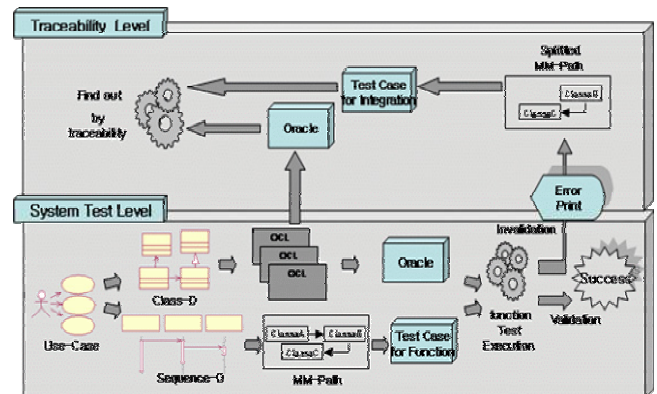 Traceability Level
Splitted
MM-Path
Test Case
for Integration
ClassB
ClassC
Find out
by
traceability
Oracle
Error
Print
System Test Level
Invalidation
OCL
OCL
OCL
Oracle
Success
Class-D
function
Test
Execution
Validation
Use-Case
ClassA
ClassB
ClassC
Test Case
for Function
Sequence-D
MM-Path